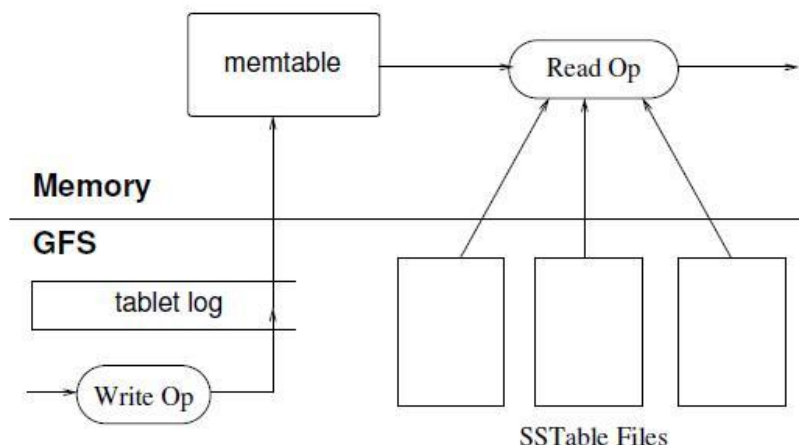 memtable
Read Op
Memory
GFS
tablet log
Write Op
SSTable Files